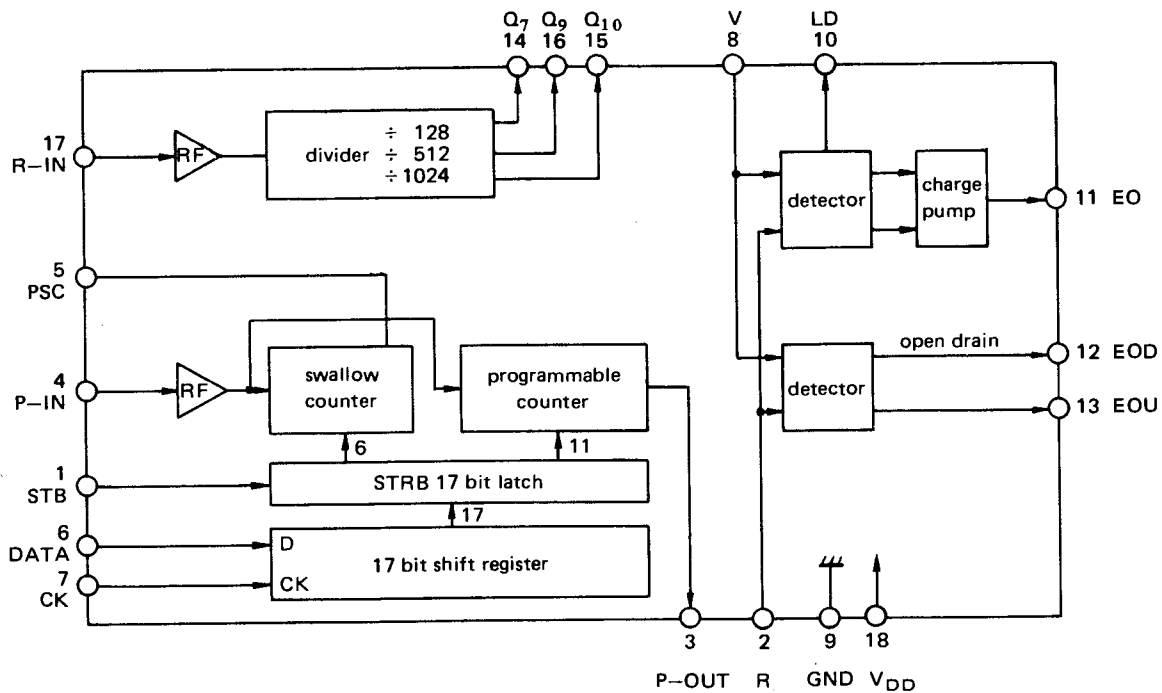 Q7 Q9 Q10 V LD
14 16 15 8 10
17
R-IN
RF
divider ÷ 128
÷ 512
÷ 1024
detector
charge pump
11 EO
5
PSC
4
P-IN
RF
swallow counter
programmable counter
open drain
detector
12 EOD
13 EOU
6
11
1
STB
STRB 17 bit latch
17
6
DATA
D
17 bit shift register
7
CK
CK
3 2 9 18
P-OUT R GND VDD